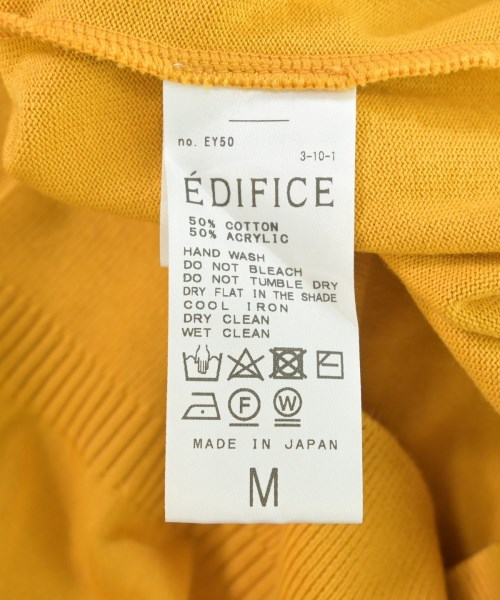 no. EY50
3-10-1
ÉDIFICE
50% COTTON
50% ACRYLIC
HAND WASH
DO NOT BLEACH
DO NOT TUMBLE DRY
DRY FLAT IN THE SHADE
COOL IRON
DRY CLEAN
WET CLEAN
F W
MADE IN JAPAN
M